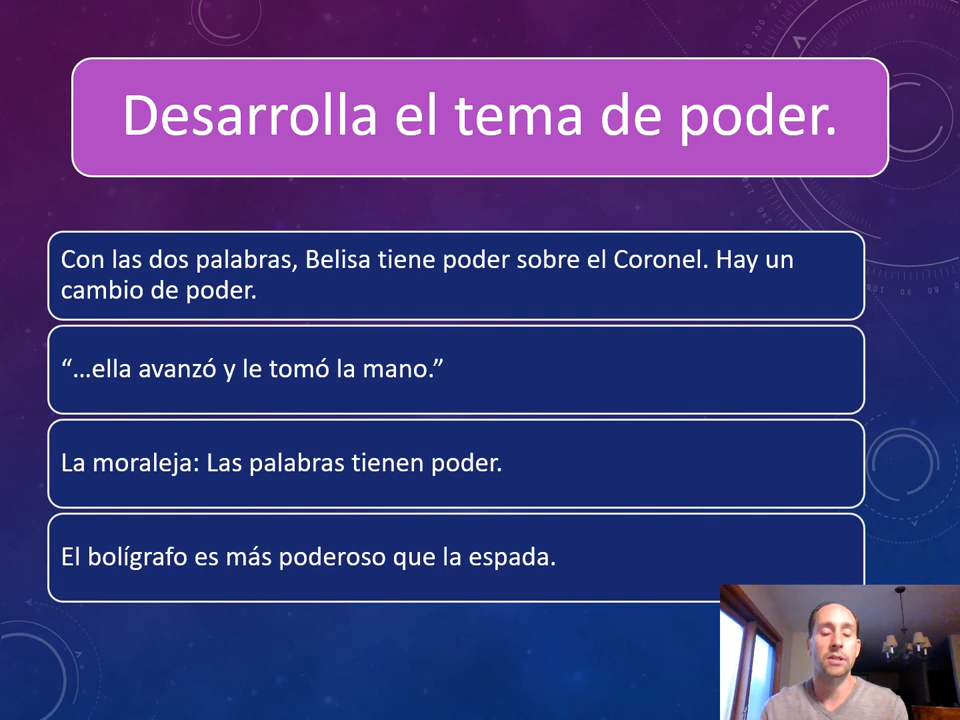 Desarrolla el tema de poder.
Con las dos palabras, Belisa tiene poder sobre el Coronel. Hay un
cambio de poder.
“…ella avanzó y le tomó la mano.”
La moraleja: Las palabras tienen poder.
El bolígrafo es más poderoso que la espada.